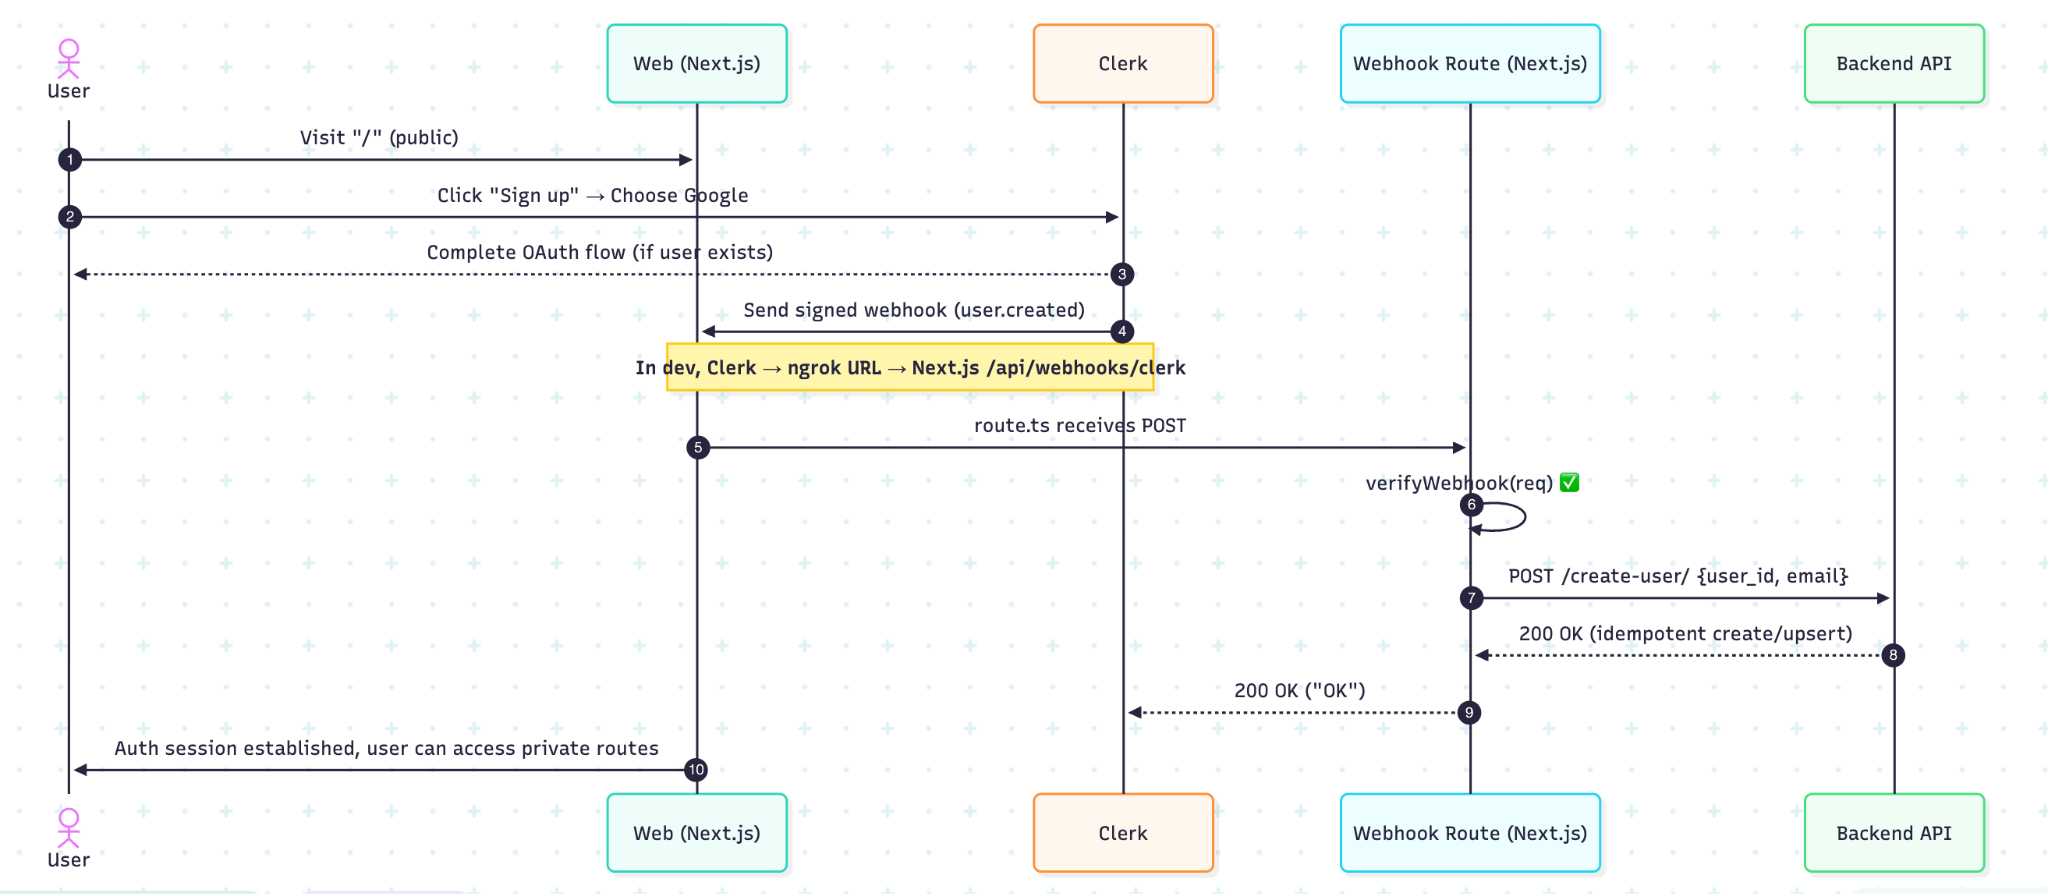 User
Web (Next.js)
Clerk
Webhook Route (Next.js)
Backend API
Visit "/" (public)
1
Click "Sign up" → Choose Google
2
Complete OAuth flow (if user exists)
3
Send signed webhook (user.created)
4
In dev, Clerk → ngrok URL → Next.js /api/webhooks/clerk
route.ts receives POST
5
verifyWebhook(req) ✅
6
POST /create-user/ {user_id, email}
7
200 OK (idempotent create/upsert)
8
200 OK ("OK")
9
Auth session established, user can access private routes
10
User
Web (Next.js)
Clerk
Webhook Route (Next.js)
Backend API